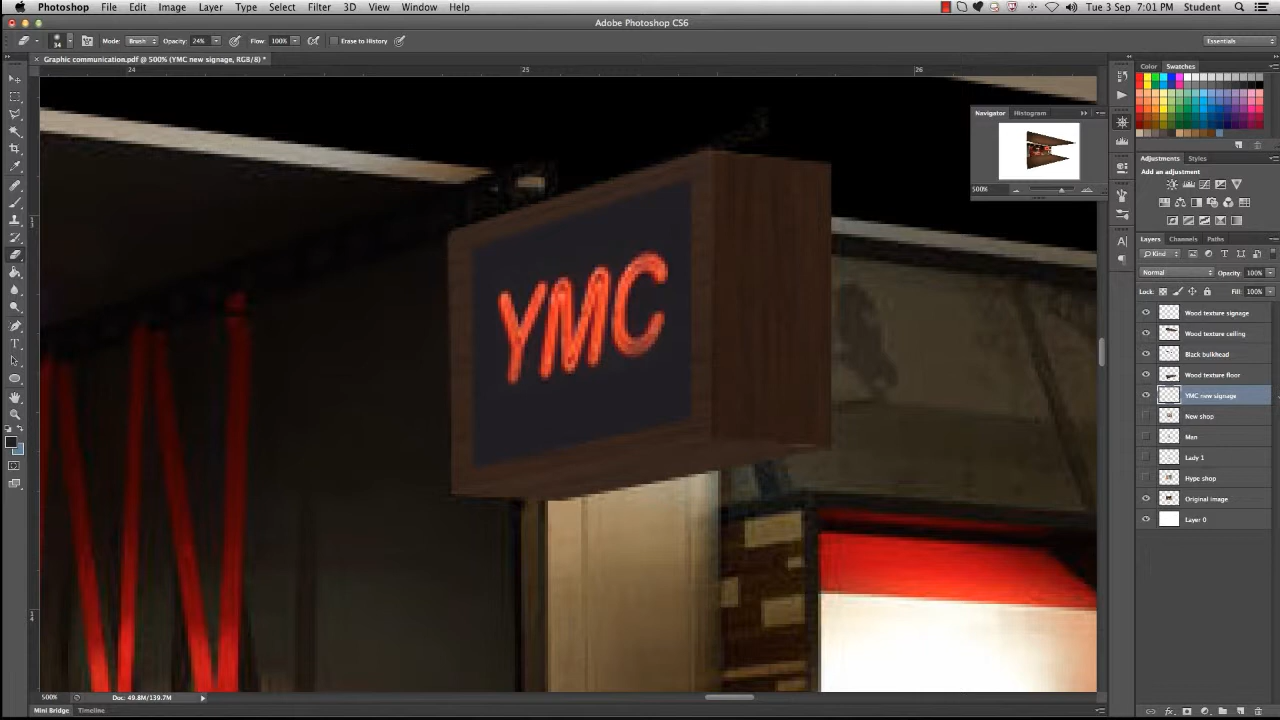 Photoshop File Edit Image Layer Type Select Filter 3D View Window Help Tue 3 Sep 7:01 PM Student
Adobe Photoshop CS6
34 Mode: Brush Opacity: 24% Flow: 100% Erase to History Essentials
Graphic communication.pdf @ 500% (YMC new signage, RGB/8) *
24 25 26
Color Swatches
Navigator Histogram
500%
Adjustments Styles
Add an adjustment
Layers Channels Paths
Kind
Normal Opacity: 100%
Lock: Fill: 100%
Wood texture signage
Wood texture ceiling
Black bulkhead
Wood texture floor
YMC new signage
New shop
Man
Lady 1
Hype shop
Original image
Layer 0
YMC
500% Doc: 49.8M/139.7M
Mini Bridge Timeline